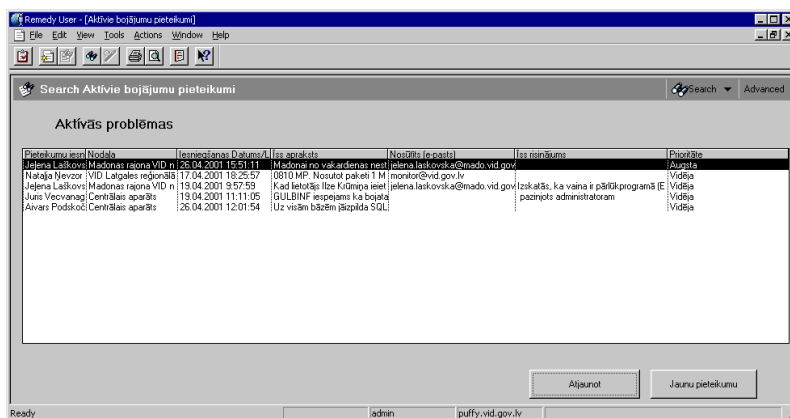 Remedy User - [Aktīvie bojājumu pieteikumi]
File Edit View Tools Actions Window Help
Search Aktīvie bojājumu pieteikumi Search Advanced
Aktīvās problēmas
Pieteikumu iesn Nodaļa Iesniegšanas Datums/L Īss apraksts Nosūtīts (e-pasts) Īss risinājums Prioritāte
Jeļena Laškovs Madonas rajona VID n 26.04.2001 15:51:11 Madonai no vakardienas nest jelena.laskovska@mado.vid.gov Augsta
Nataļja Ņevzor VID Latgales reģionālā 17.04.2001 18:25:57 0810 MP. Nosutot paketi 1 M monitor@vid.gov.lv Vidēja
Jeļena Laškovs Madonas rajona VID n 19.04.2001 9:57:59 Kad lietotājs Ilze Krūmiņa ieiet jelena.laskovska@mado.vid.gov Izskatās, ka vaina ir pārlūkprogramā (E Vidēja
Juris Vecvanag Centrālais aparāts 19.04.2001 11:11:05 GULBINF iespejams ka bojata paziņots administratoram Vidēja
Aivars Podskoč Centrālais aparāts 26.04.2001 12:01:54 Uz visām bāzēm jāizpilda SQL Vidēja
Atjaunot Jaunu pieteikumu
Ready admin puffy.vid.gov.lv